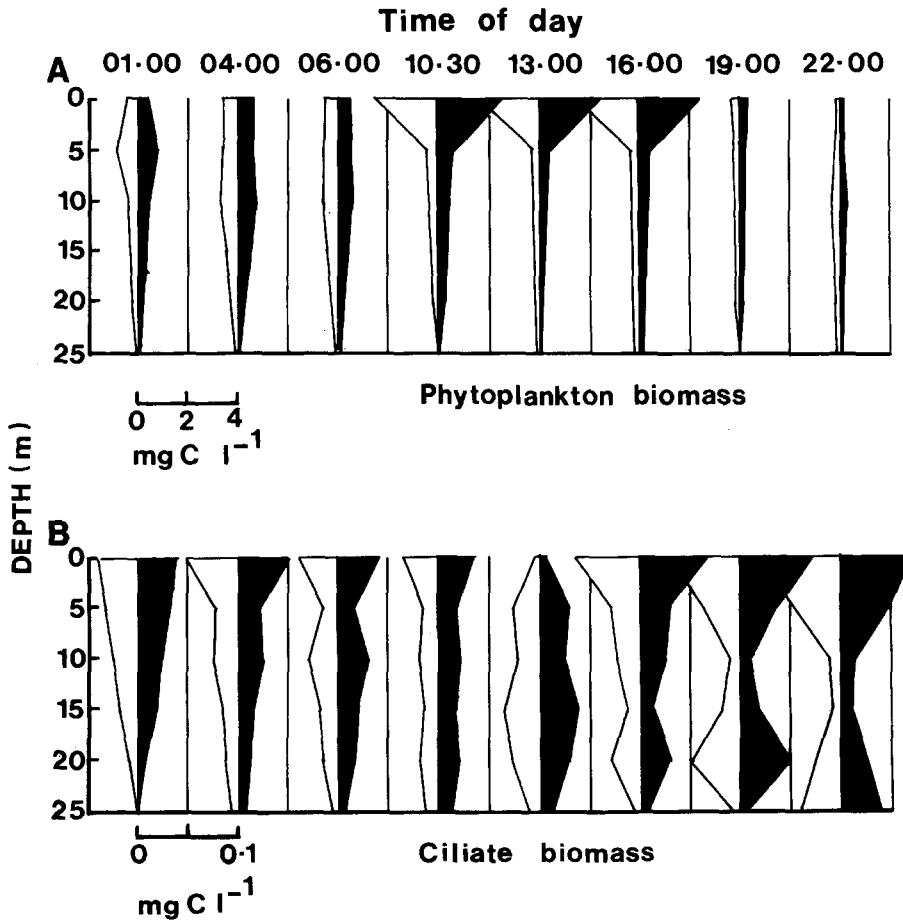 Time of day
A 01·00 04·00 06·00 10·30 13·00 16·00 19·00 22·00
0
5
10
15
20
25
0 2 4
mg C l⁻¹
Phytoplankton biomass
DEPTH (m)
B
0
5
10
15
20
25
0 0·1
mg C l⁻¹
Ciliate biomass